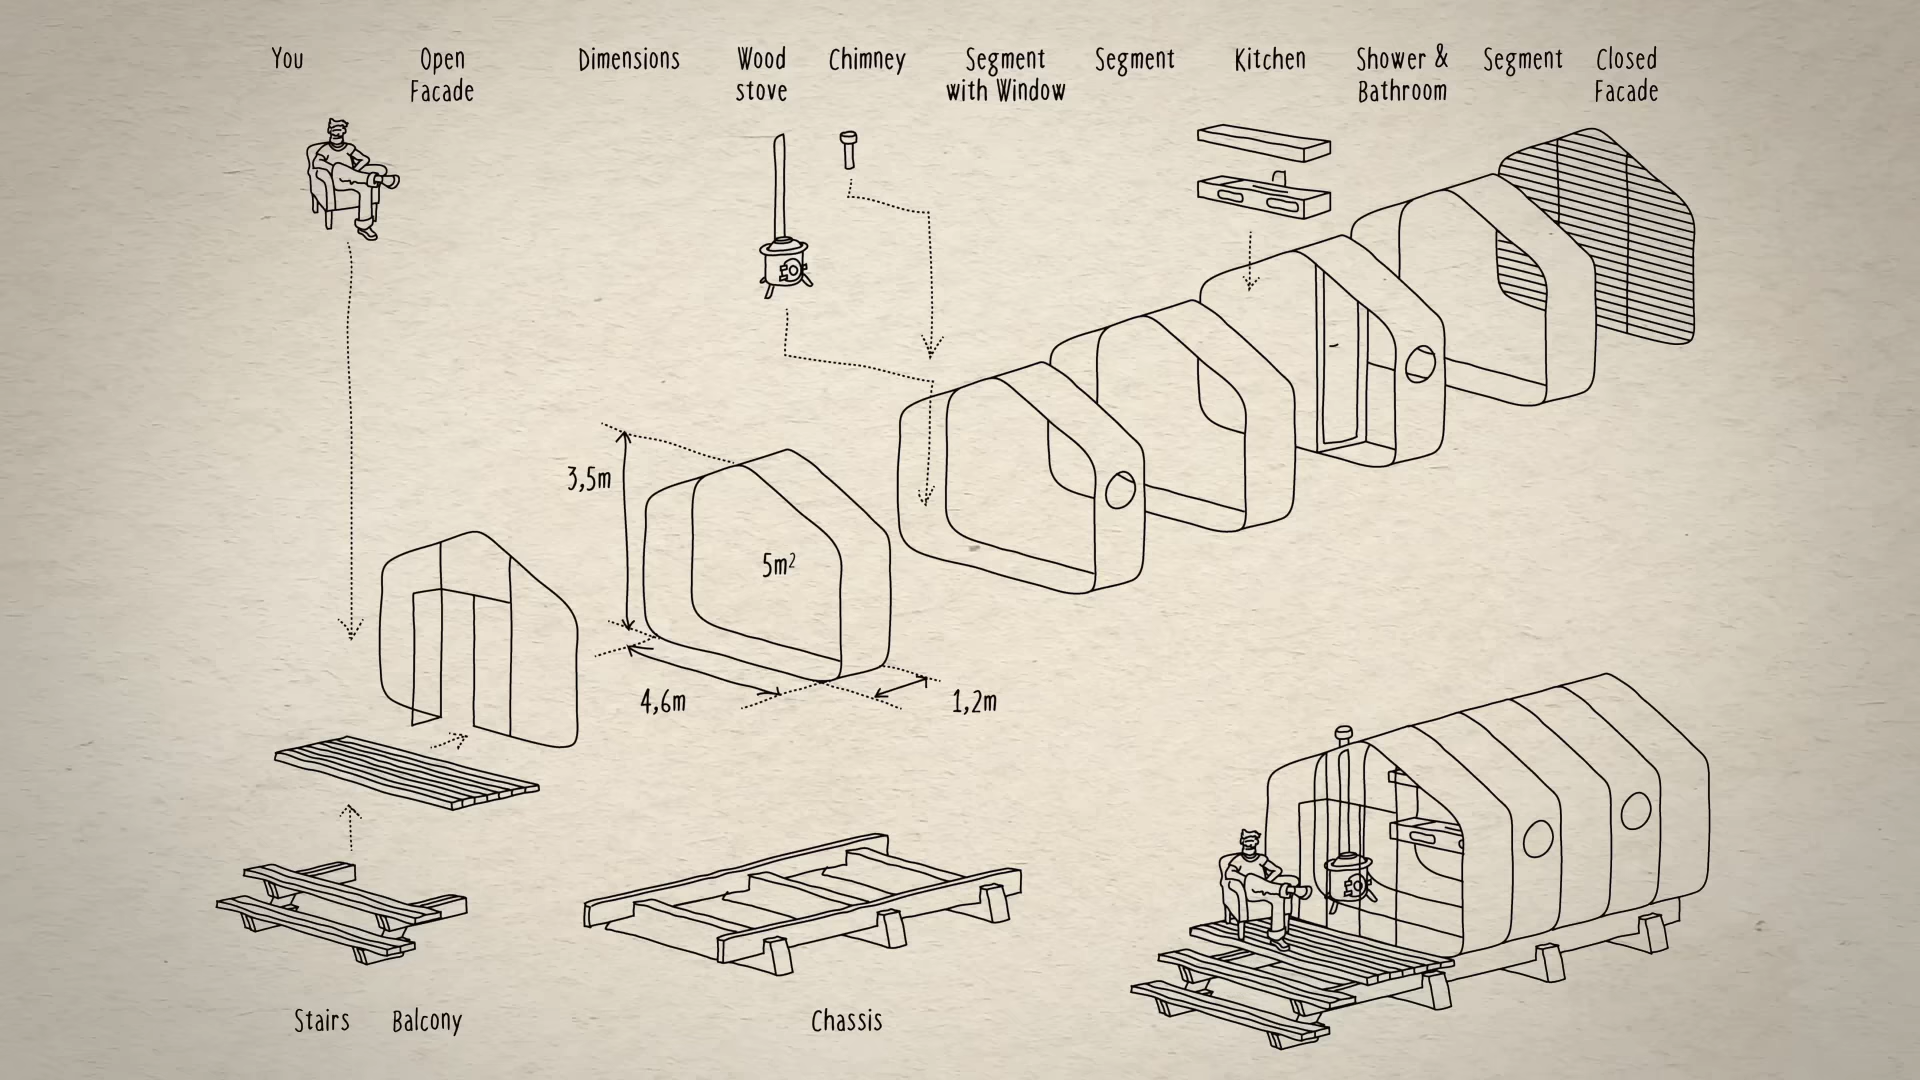 You
Open
Facade
Dimensions
Wood
stove
Chimney
Segment
with Window
Segment
Kitchen
Shower &
Bathroom
Segment
Closed
Facade
3,5m
5m²
4,6m
1,2m
Stairs
Balcony
Chassis